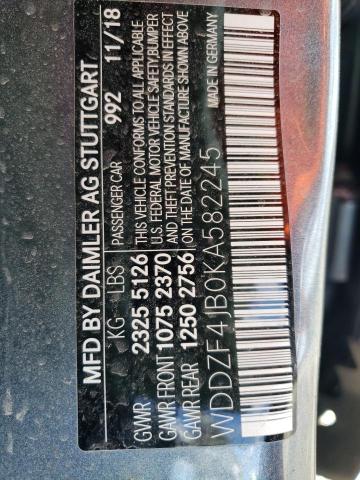 MFD BY DAIMLER AG STUTTGART
KG LBS PASSENGER CAR 992 11/18
GVWR 2325 5126 THIS VEHICLE CONFORMS TO ALL APPLICABLE
GAWR FRONT 1075 2370 U.S. FEDERAL MOTOR VEHICLE SAFETY,BUMPER
GAWR REAR 1250 2756 AND THEFT PREVENTION STANDARDS IN EFFECT
ON THE DATE OF MANUFACTURE SHOWN ABOVE
WDDZF4JB0KA582245
MADE IN GERMANY